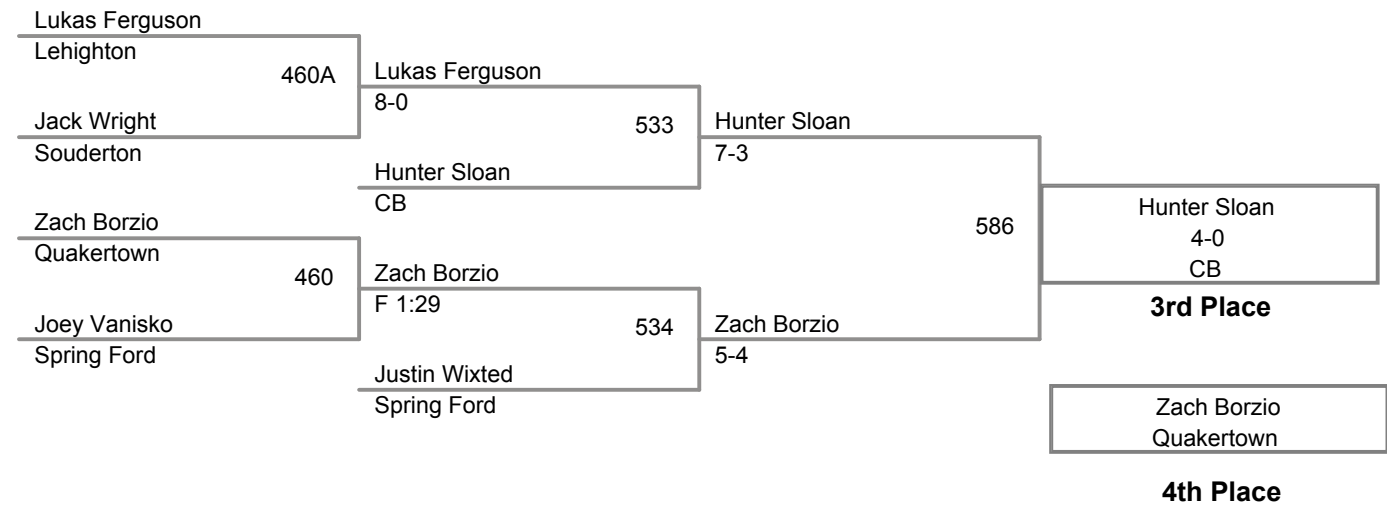 Lukas Ferguson
Lehighton
460A
Lukas Ferguson
8-0
Jack Wright
Souderton
533
Hunter Sloan
7-3
Hunter Sloan
CB
Zach Borzio
Quakertown
460
Zach Borzio
F 1:29
Joey Vanisko
Spring Ford
534
Zach Borzio
5-4
Justin Wixted
Spring Ford
586
Hunter Sloan
4-0
CB
3rd Place
Zach Borzio
Quakertown
4th Place